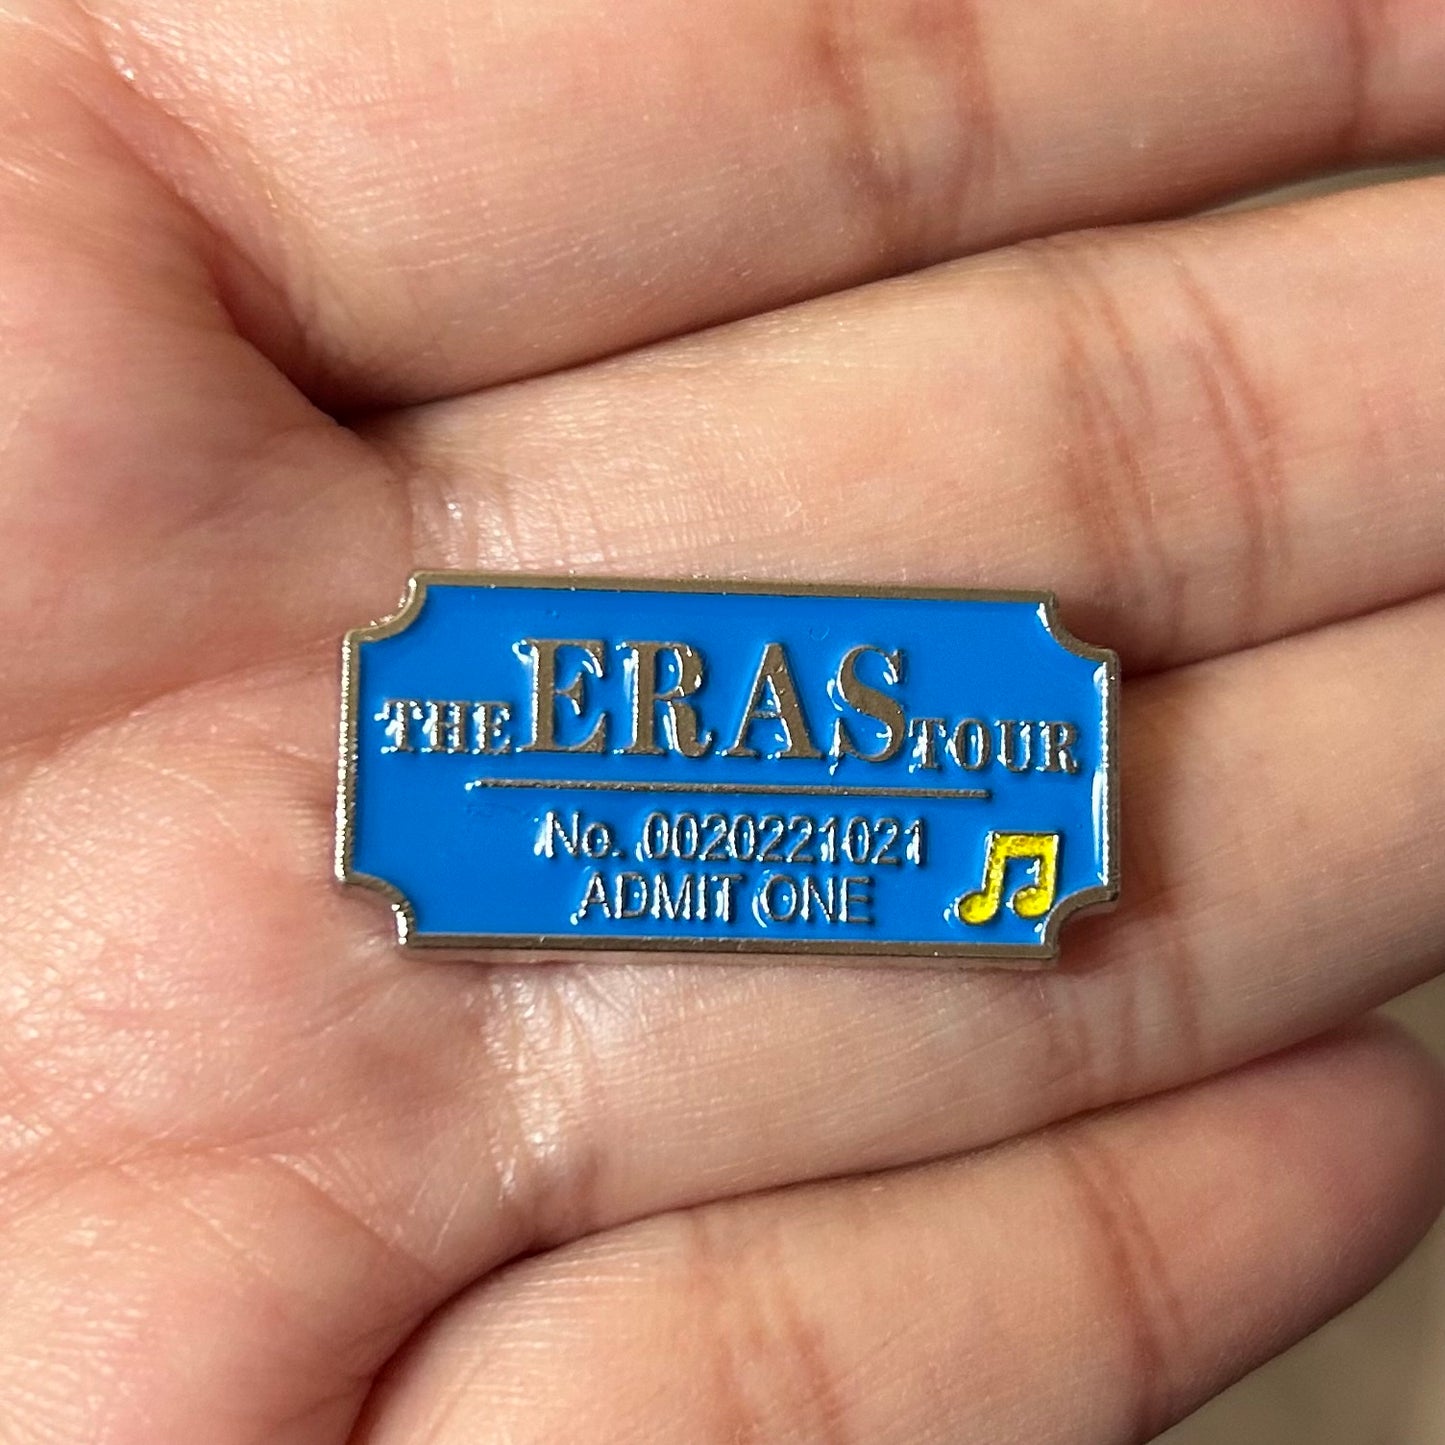 THE ERAS TOUR
No. 0020221021
ADMIT ONE